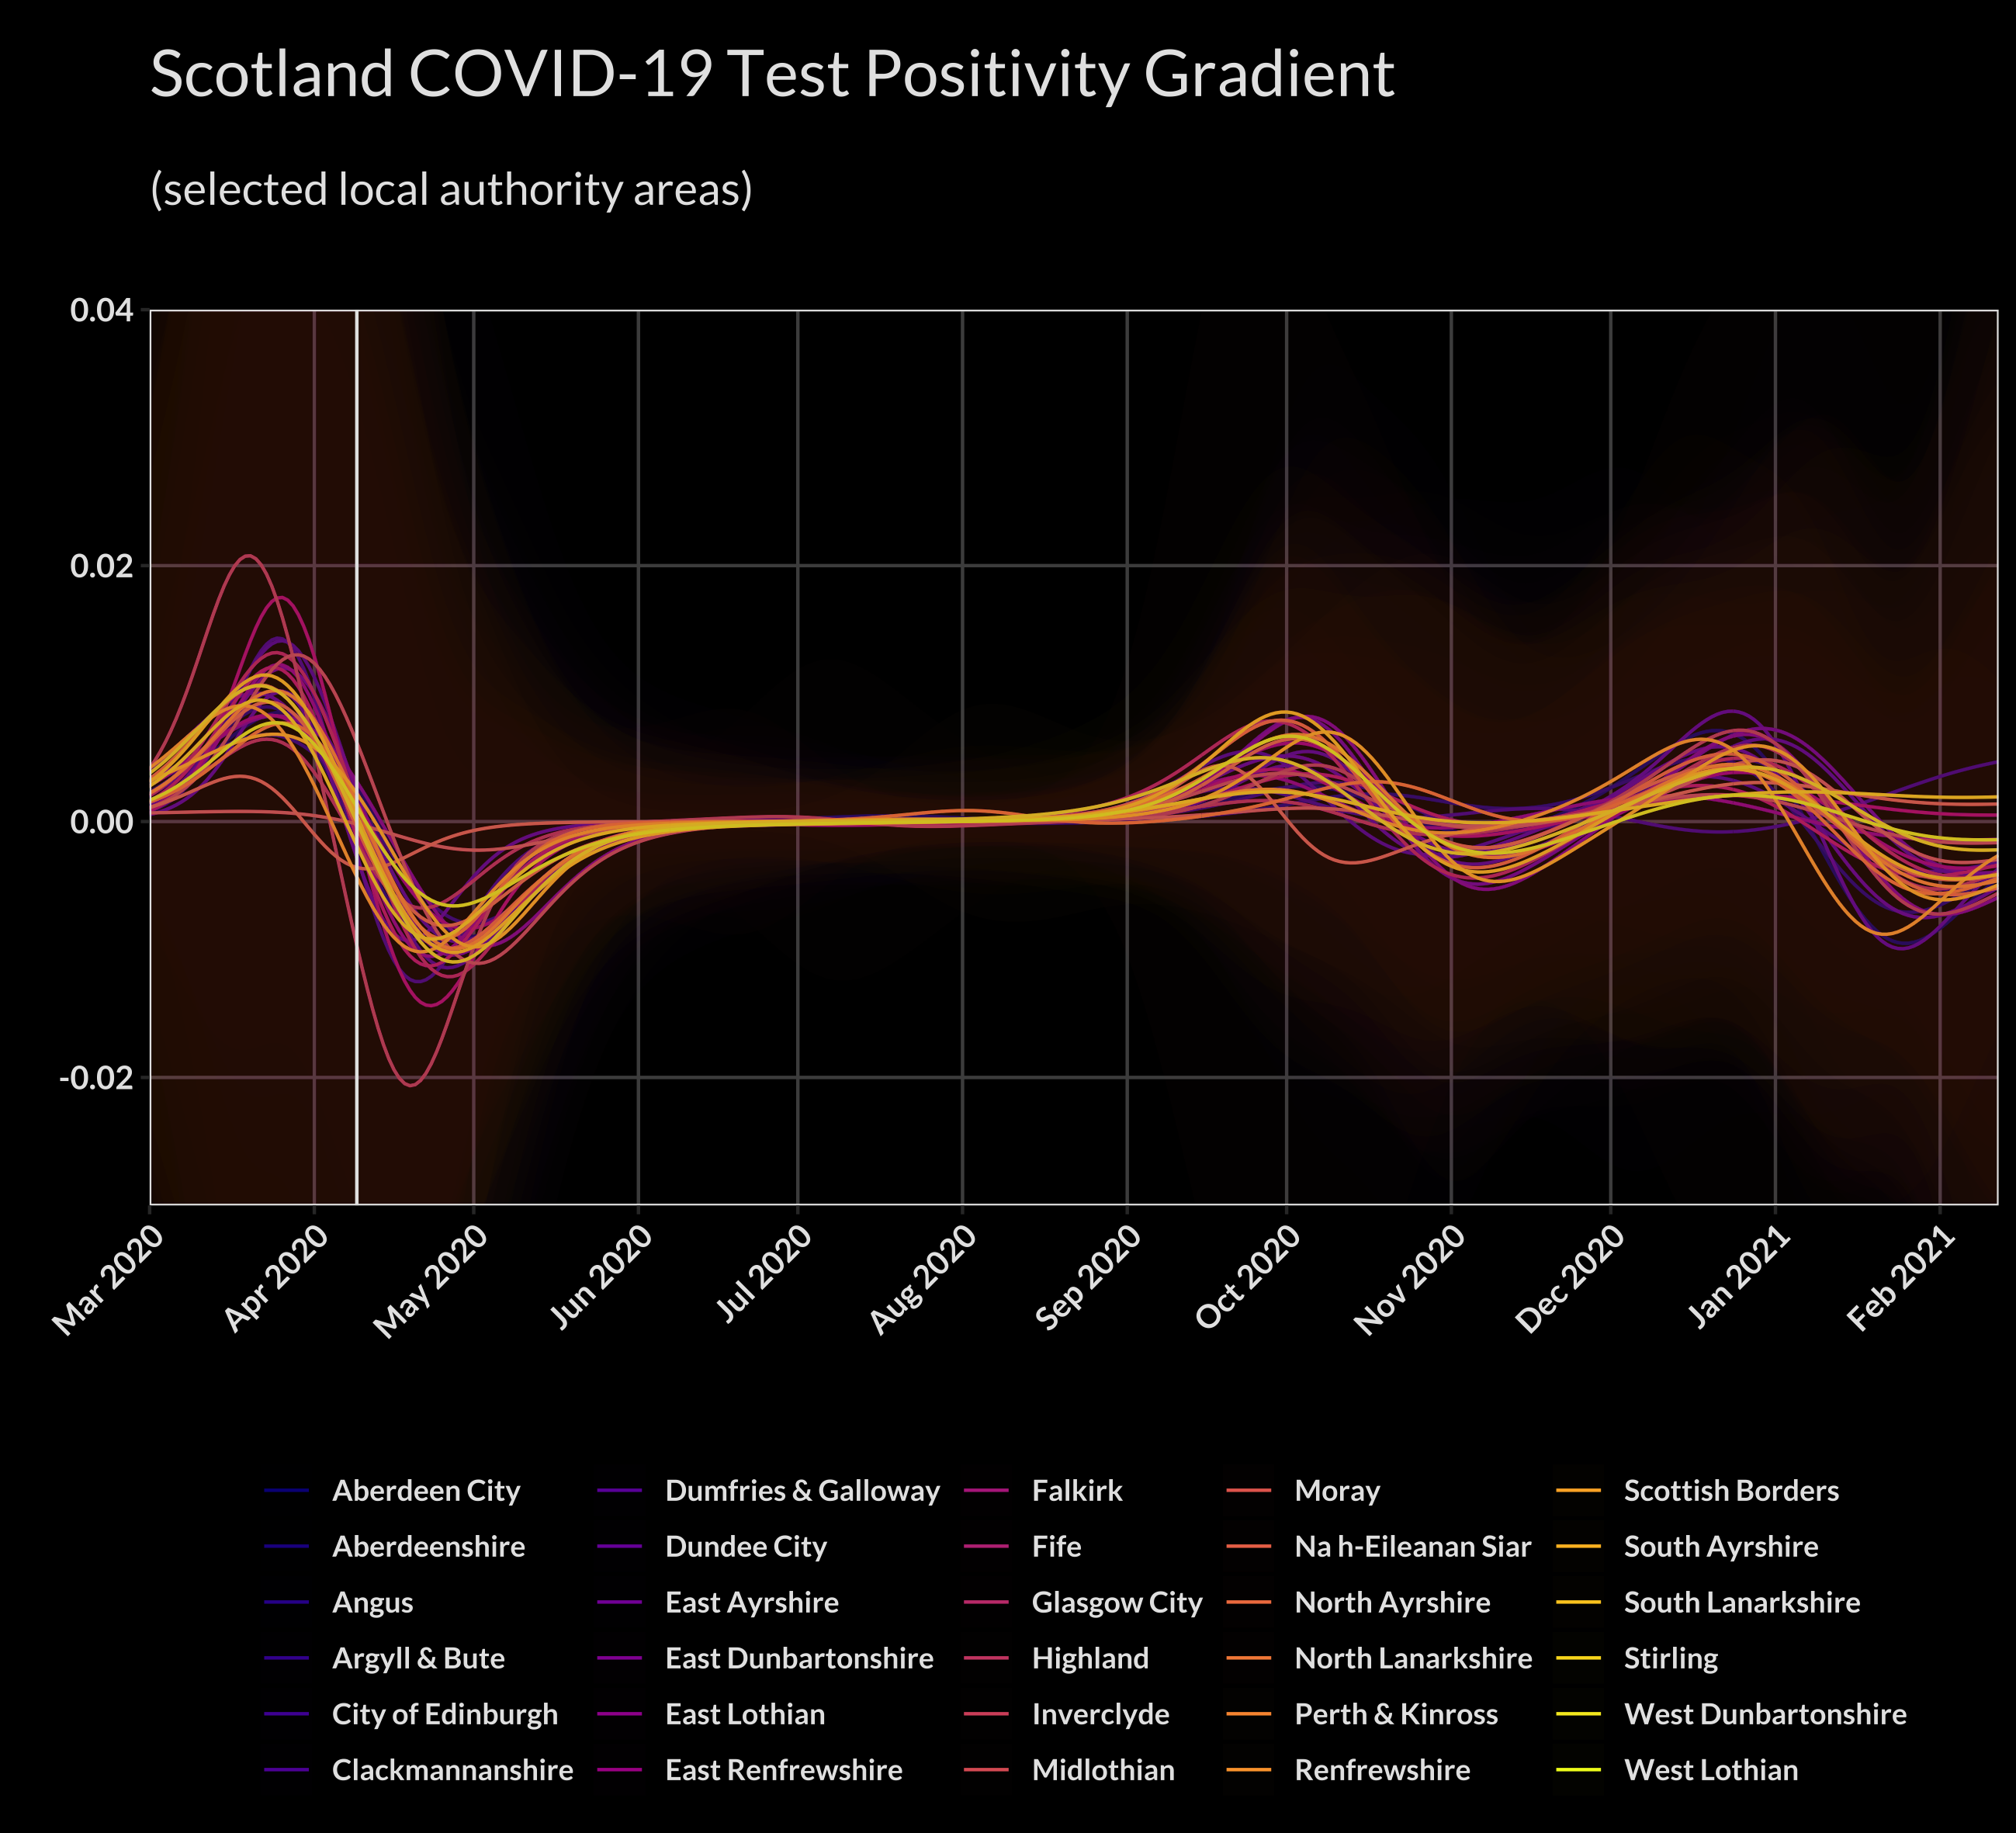 Scotland COVID-19 Test Positivity Gradient
(selected local authority areas)
0.04
0.02
0.00
-0.02
Mar 2020
Apr 2020
May 2020
Jun 2020
Jul 2020
Aug 2020
Sep 2020
Oct 2020
Nov 2020
Dec 2020
Jan 2021
Feb 2021
Aberdeen City
Aberdeenshire
Angus
Argyll & Bute
City of Edinburgh
Clackmannanshire
Dumfries & Galloway
Dundee City
East Ayrshire
East Dunbartonshire
East Lothian
East Renfrewshire
Falkirk
Fife
Glasgow City
Highland
Inverclyde
Midlothian
Moray
Na h-Eileanan Siar
North Ayrshire
North Lanarkshire
Perth & Kinross
Renfrewshire
Scottish Borders
South Ayrshire
South Lanarkshire
Stirling
West Dunbartonshire
West Lothian